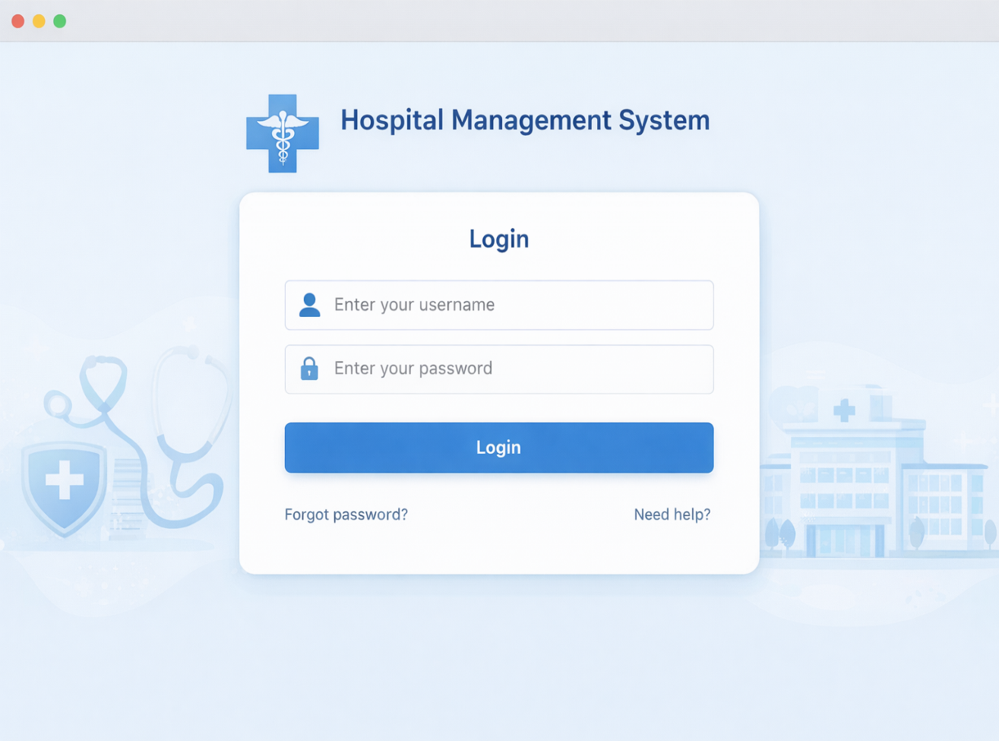 Hospital Management System
Login
Enter your username
Enter your password
Login
Forgot password?
Need help?